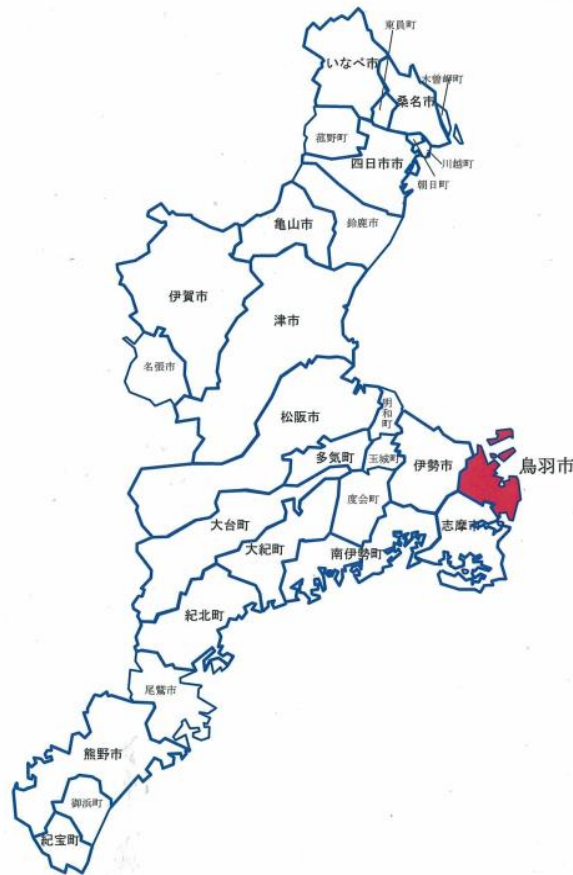 東員町
いなべ市
木曽岬町
桑名市
菰野町
四日市市
川越町
朝日町
亀山市
鈴鹿市
伊賀市
津市
名張市
松阪市
明和町
多気町
玉城町
伊勢市
鳥羽市
度会町
大台町
志摩市
大紀町
南伊勢町
紀北町
尾鷲市
熊野市
御浜町
紀宝町